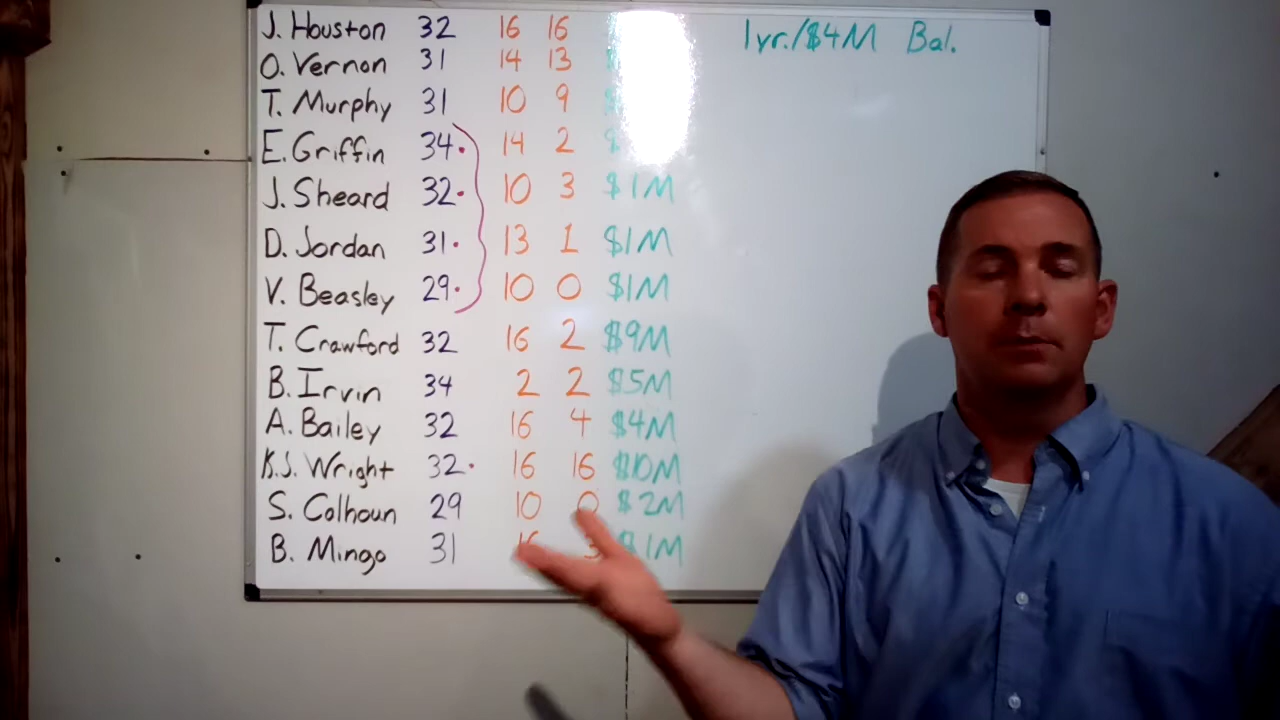 J. Houston 32 16 16 1yr./$4M Bal.
O. Vernon 31 14 13
T. Murphy 31 10 9
E. Griffin 34. 14 2 $
J. Sheard 32. 10 3 $1M
D. Jordan 31. 13 1 $1M
V. Beasley 29. 10 0 $1M
T. Crawford 32 16 2 $9M
B. Irvin 34 2 2 $5M
A. Bailey 32 16 4 $4M
K.J. Wright 32. 16 16 $10M
S. Calhoun 29 10 0 $2M
B. Mingo 31 $1M